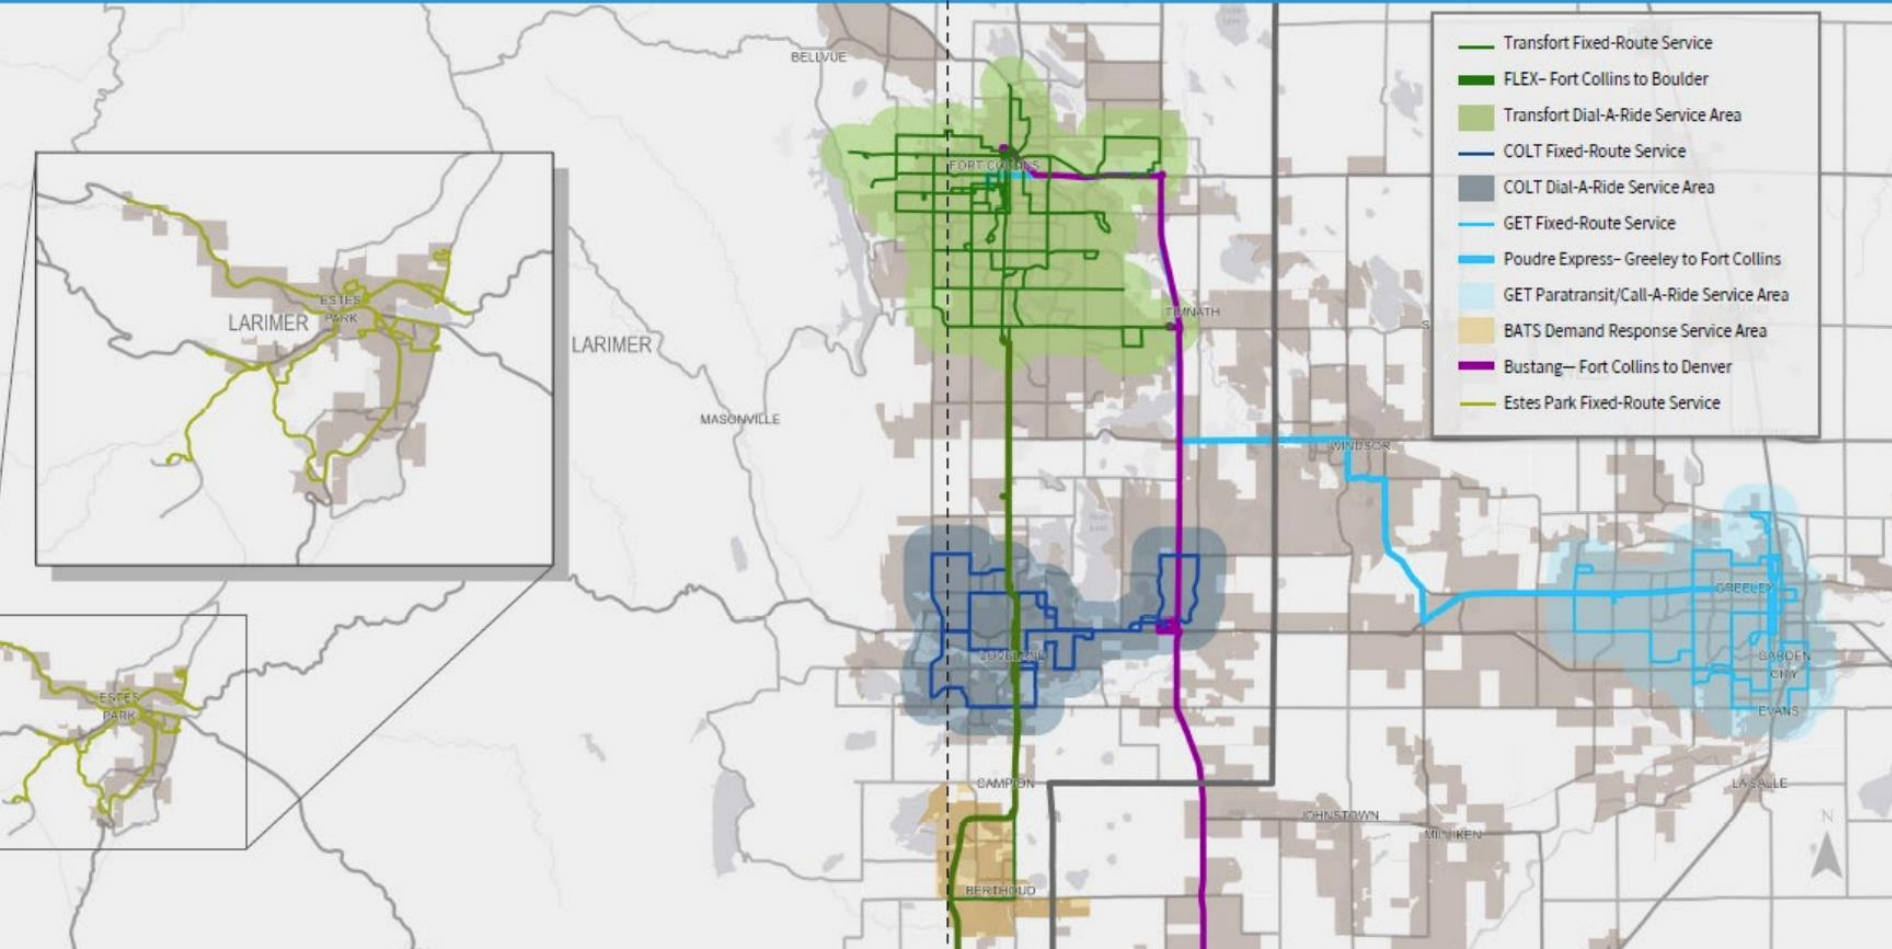 BELLVUE
FORT COLLINS
TIMNATH
LARIMER
ESTES
PARK
LARIMER
MASONVILLE
WINDSOR
GREELEY
GARDEN
CITY
EVANS
LOVELAND
ESTES
PARK
CAMPION
LA SALLE
JOHNSTOWN
MILLIKEN
BERTHOUD
N
Transfort Fixed-Route Service
FLEX– Fort Collins to Boulder
Transfort Dial-A-Ride Service Area
COLT Fixed-Route Service
COLT Dial-A-Ride Service Area
GET Fixed-Route Service
Poudre Express– Greeley to Fort Collins
GET Paratransit/Call-A-Ride Service Area
BATS Demand Response Service Area
Bustang— Fort Collins to Denver
Estes Park Fixed-Route Service